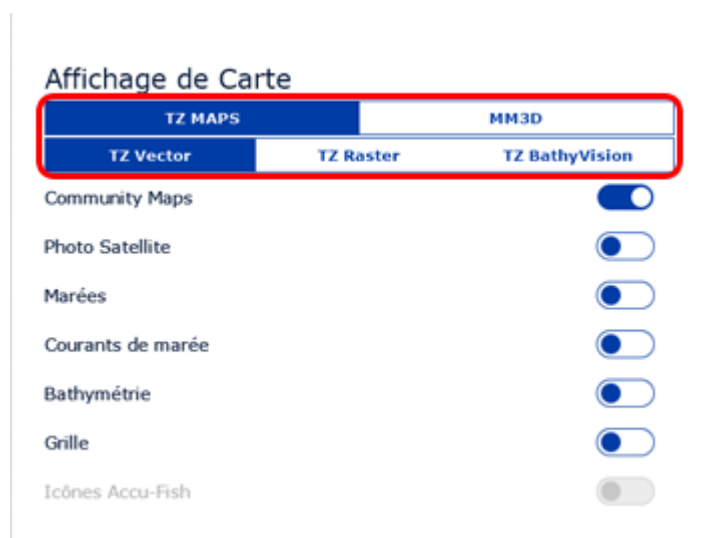 Affichage de Carte
TZ MAPS MM3D
TZ Vector TZ Raster TZ BathyVision
Community Maps
Photo Satellite
Marées
Courants de marée
Bathymétrie
Grille
Icônes Accu-Fish